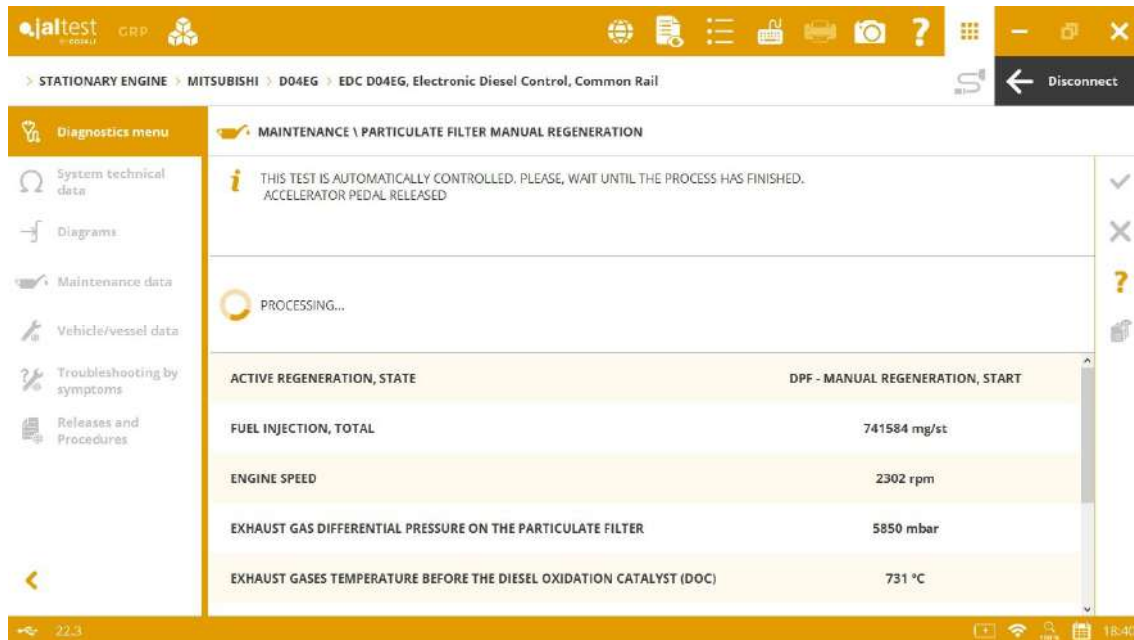 jaltest GRP
BY COJALI
> STATIONARY ENGINE > MITSUBISHI > D04EG > EDC D04EG, Electronic Diesel Control, Common Rail
Disconnect
Diagnostics menu
System technical
data
Diagrams
Maintenance data
Vehicle/vessel data
Troubleshooting by
symptoms
Releases and
Procedures
MAINTENANCE \ PARTICULATE FILTER MANUAL REGENERATION
THIS TEST IS AUTOMATICALLY CONTROLLED. PLEASE, WAIT UNTIL THE PROCESS HAS FINISHED.
ACCELERATOR PEDAL RELEASED
PROCESSING...
ACTIVE REGENERATION, STATE DPF - MANUAL REGENERATION, START
FUEL INJECTION, TOTAL 741584 mg/st
ENGINE SPEED 2302 rpm
EXHAUST GAS DIFFERENTIAL PRESSURE ON THE PARTICULATE FILTER 5850 mbar
EXHAUST GASES TEMPERATURE BEFORE THE DIESEL OXIDATION CATALYST (DOC) 731 °C
22.3
100%
18:40